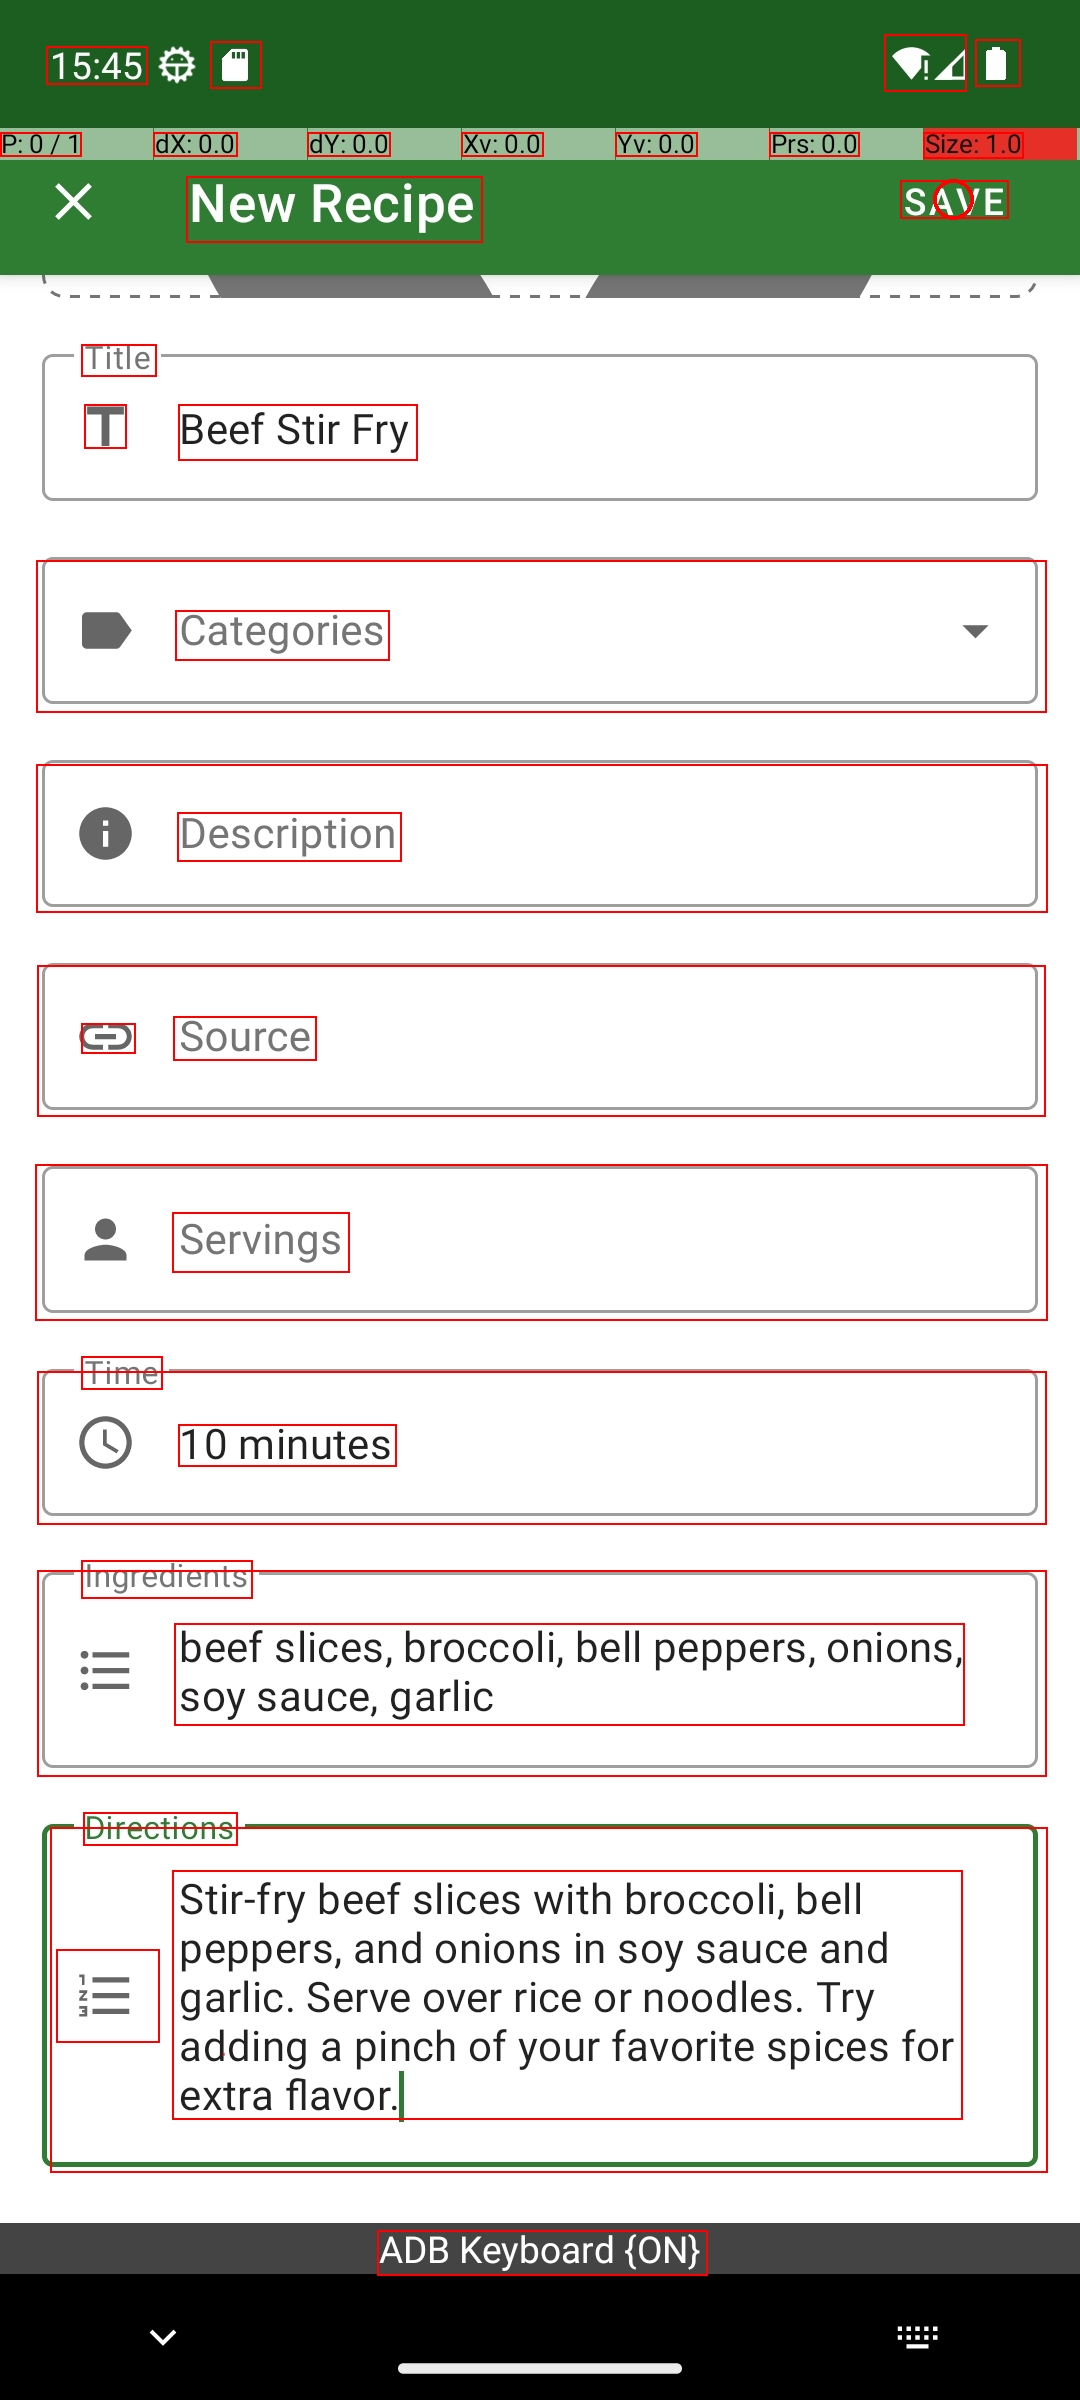 15:45
P: 0 / 1
dX: 0.0
dY: 0.0
Xv: 0.0
Yv: 0.0
Prs: 0.0
Size: 1.0
New Recipe
SAVE
Title
Beef Stir Fry
Categories
Description
Source
Servings
Time
10 minutes
Ingredients
beef slices, broccoli, bell peppers, onions,
soy sauce, garlic
Directions
Stir-fry beef slices with broccoli, bell
peppers, and onions in soy sauce and
garlic. Serve over rice or noodles. Try
adding a pinch of your favorite spices for
extra flavor.
ADB Keyboard {ON}